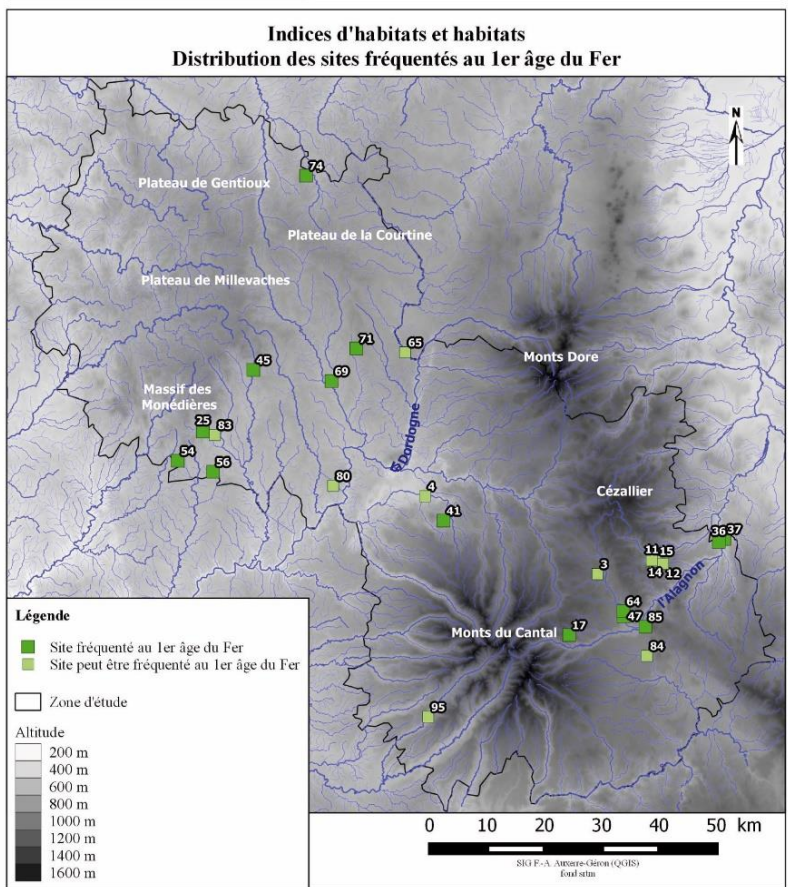 Indices d'habitats et habitats
Distribution des sites fréquentés au 1er âge du Fer
N
74
Plateau de Gentioux
Plateau de la Courtine
Plateau de Millevaches
71
65
45
Monts Dore
69
Massif des
Monédières
25
83
Dordogne
54
56
80
4
Cézallier
41
36
37
11
15
3
14
12
l'Alagnon
64
47
85
17
Monts du Cantal
84
95
Légende
Site fréquenté au 1er âge du Fer
Site peut être fréquenté au 1er âge du Fer
Zone d'étude
Altitude
200 m
400 m
600 m
800 m
1000 m
1200 m
1400 m
1600 m
0 10 20 30 40 50 km
SIG F.-A. Auxerre-Géron (QGIS)
fond srtm